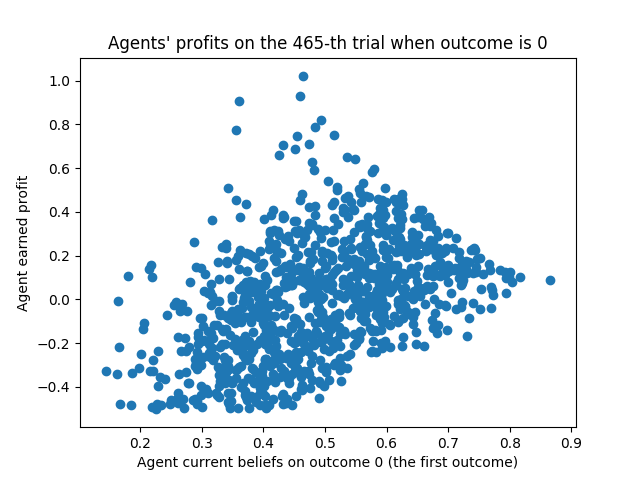 Agents' profits on the 465-th trial when outcome is 0
1.0
0.8
0.6
0.4
0.2
0.0
−0.2
−0.4
Agent earned profit
0.2 0.3 0.4 0.5 0.6 0.7 0.8 0.9
Agent current beliefs on outcome 0 (the first outcome)